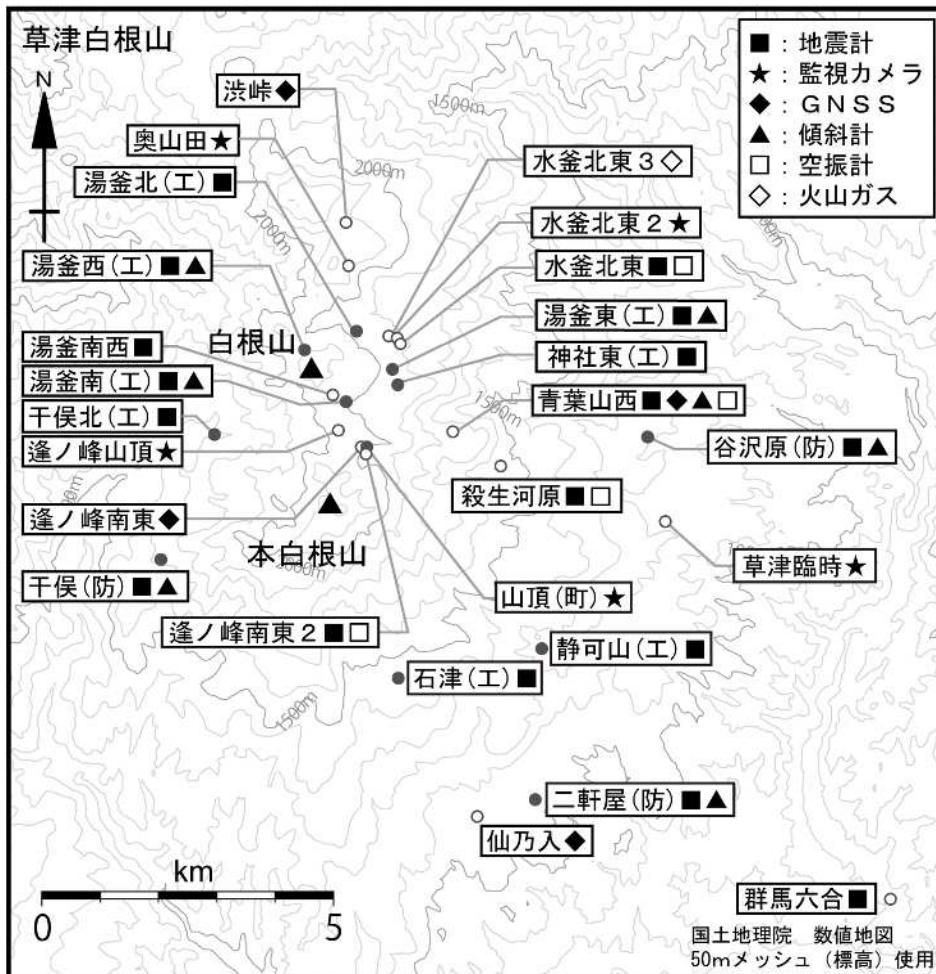 草津白根山
N
■：地震計
★：監視カメラ
◆：ＧＮＳＳ
▲：傾斜計
□：空振計
◇：火山ガス
渋峠◆
奥山田★
湯釜北(工)■
湯釜西(工)■▲
白根山
湯釜南西■
湯釜南(工)■▲
干俣北(工)■
逢ノ峰山頂★
逢ノ峰南東◆
本白根山
干俣(防)■▲
逢ノ峰南東２■□
水釜北東３◇
水釜北東２★
水釜北東■□
湯釜東(工)■▲
神社東(工)■
青葉山西■◆▲□
谷沢原(防)■▲
殺生河原■□
草津臨時★
山頂(町)★
静可山(工)■
石津(工)■
二軒屋(防)■▲
仙乃入◆
群馬六合■
1500m
2000m
2000m
1500m
2000m
1500m
km
0 5
国土地理院　数値地図
50mメッシュ（標高）使用